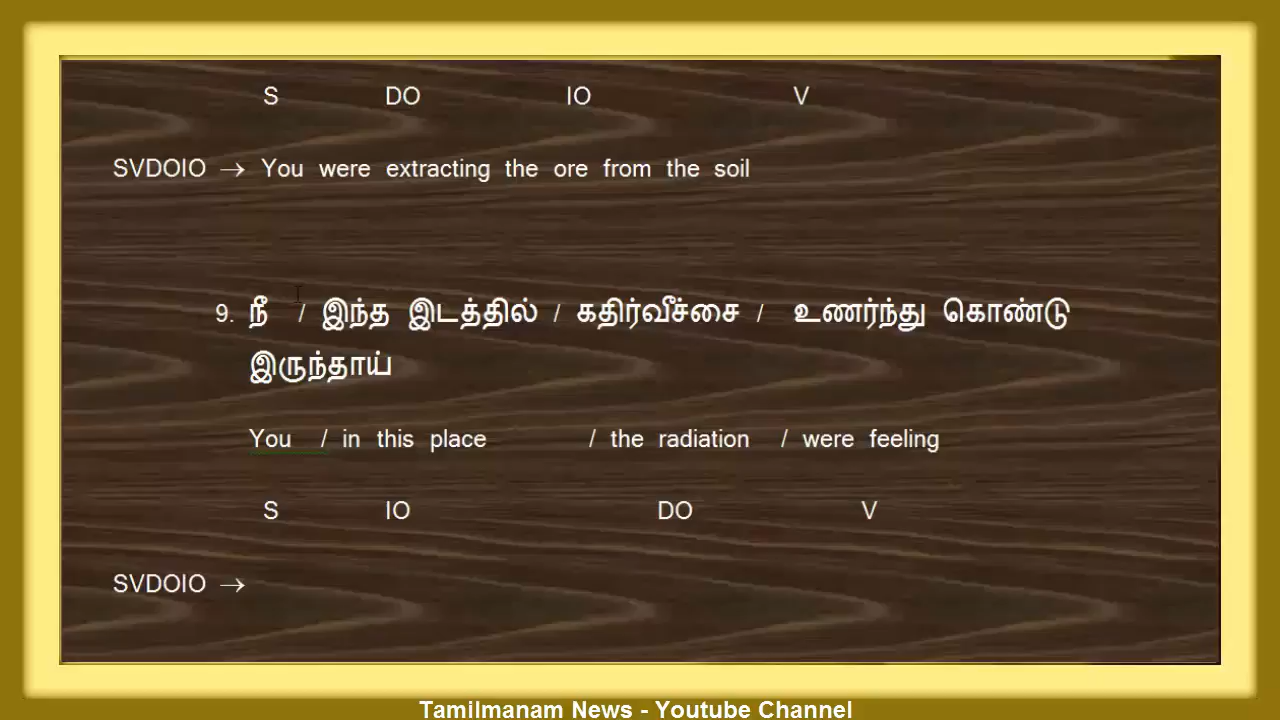 S DO IO V
SVDOIO → You were extracting the ore from the soil
9. நீ / இந்த இடத்தில் / கதிர்வீச்சை / உணர்ந்து கொண்டு
இருந்தாய்
You / in this place / the radiation / were feeling
S IO DO V
SVDOIO →
Tamilmanam News - Youtube Channel